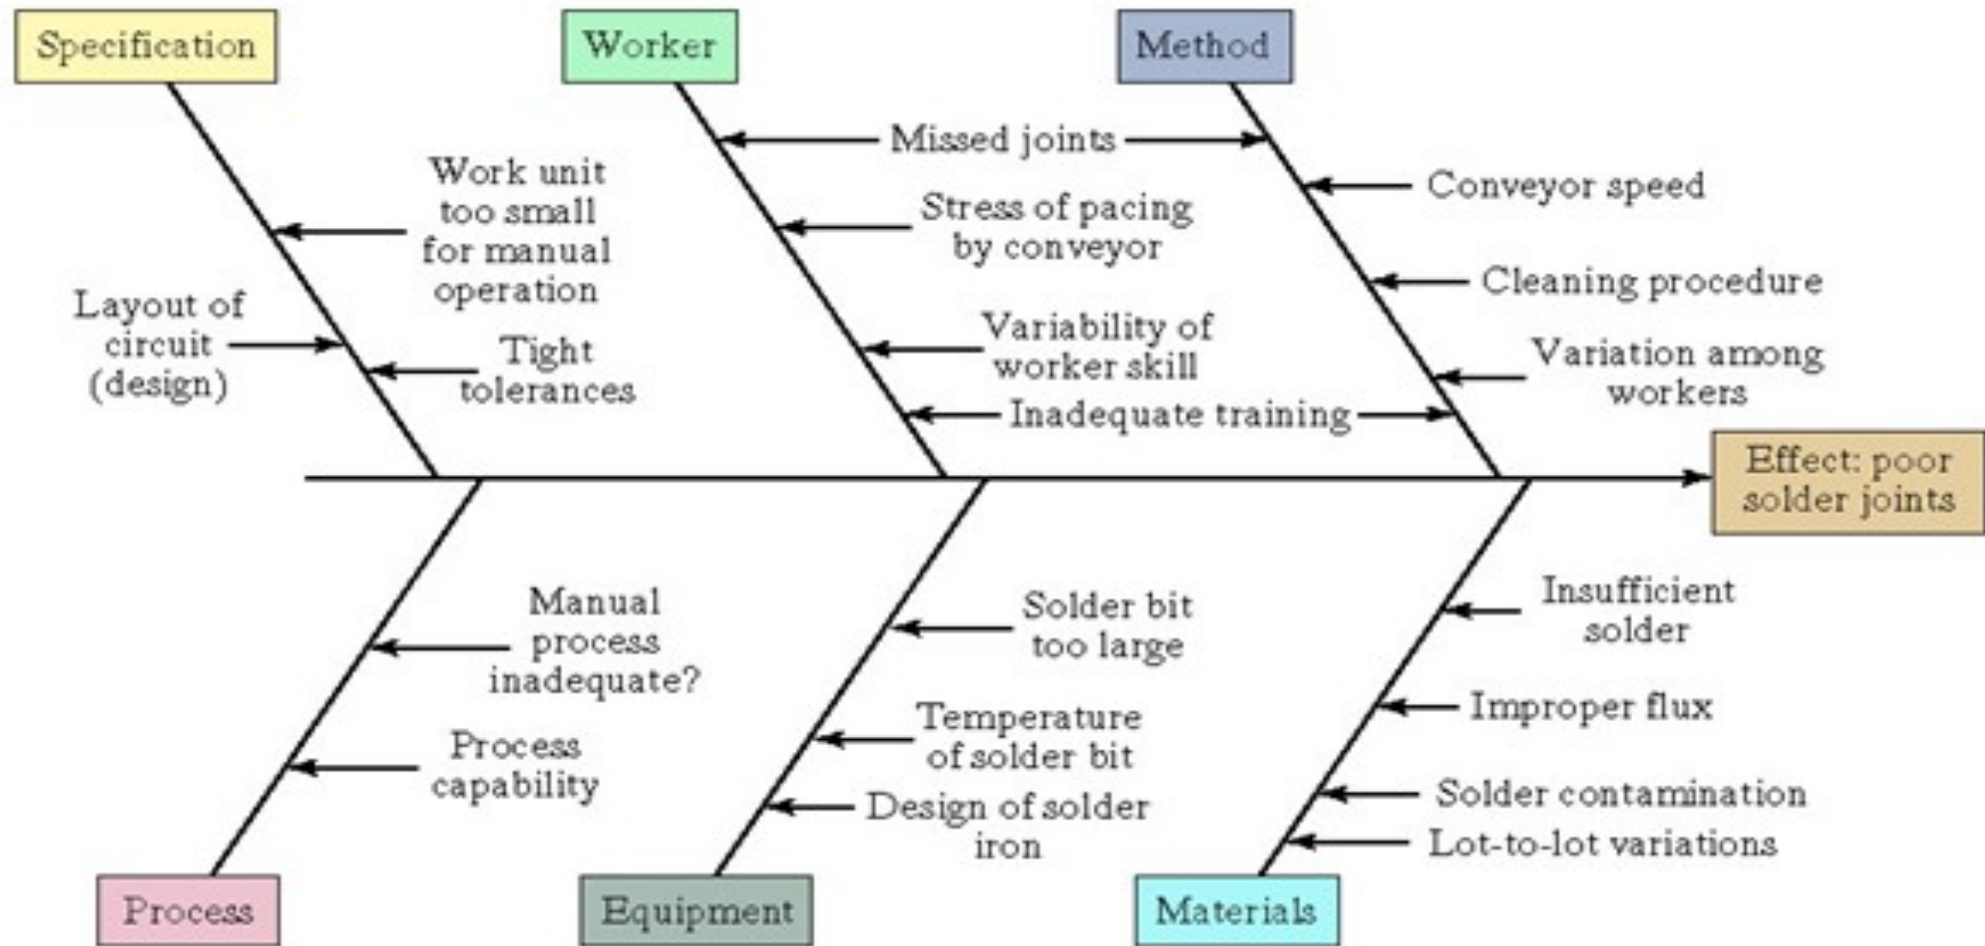 Specification
Worker
Method
Missed joints
Work unit
too small
for manual
operation
Conveyor speed
Stress of pacing
by conveyor
Cleaning procedure
Layout of
circuit
(design)
Tight
tolerances
Variability of
worker skill
Variation among
workers
Inadequate training
Effect: poor
solder joints
Manual
process
inadequate?
Solder bit
too large
Insufficient
solder
Process
capability
Temperature
of solder bit
Improper flux
Design of solder
iron
Solder contamination
Lot-to-lot variations
Process
Equipment
Materials